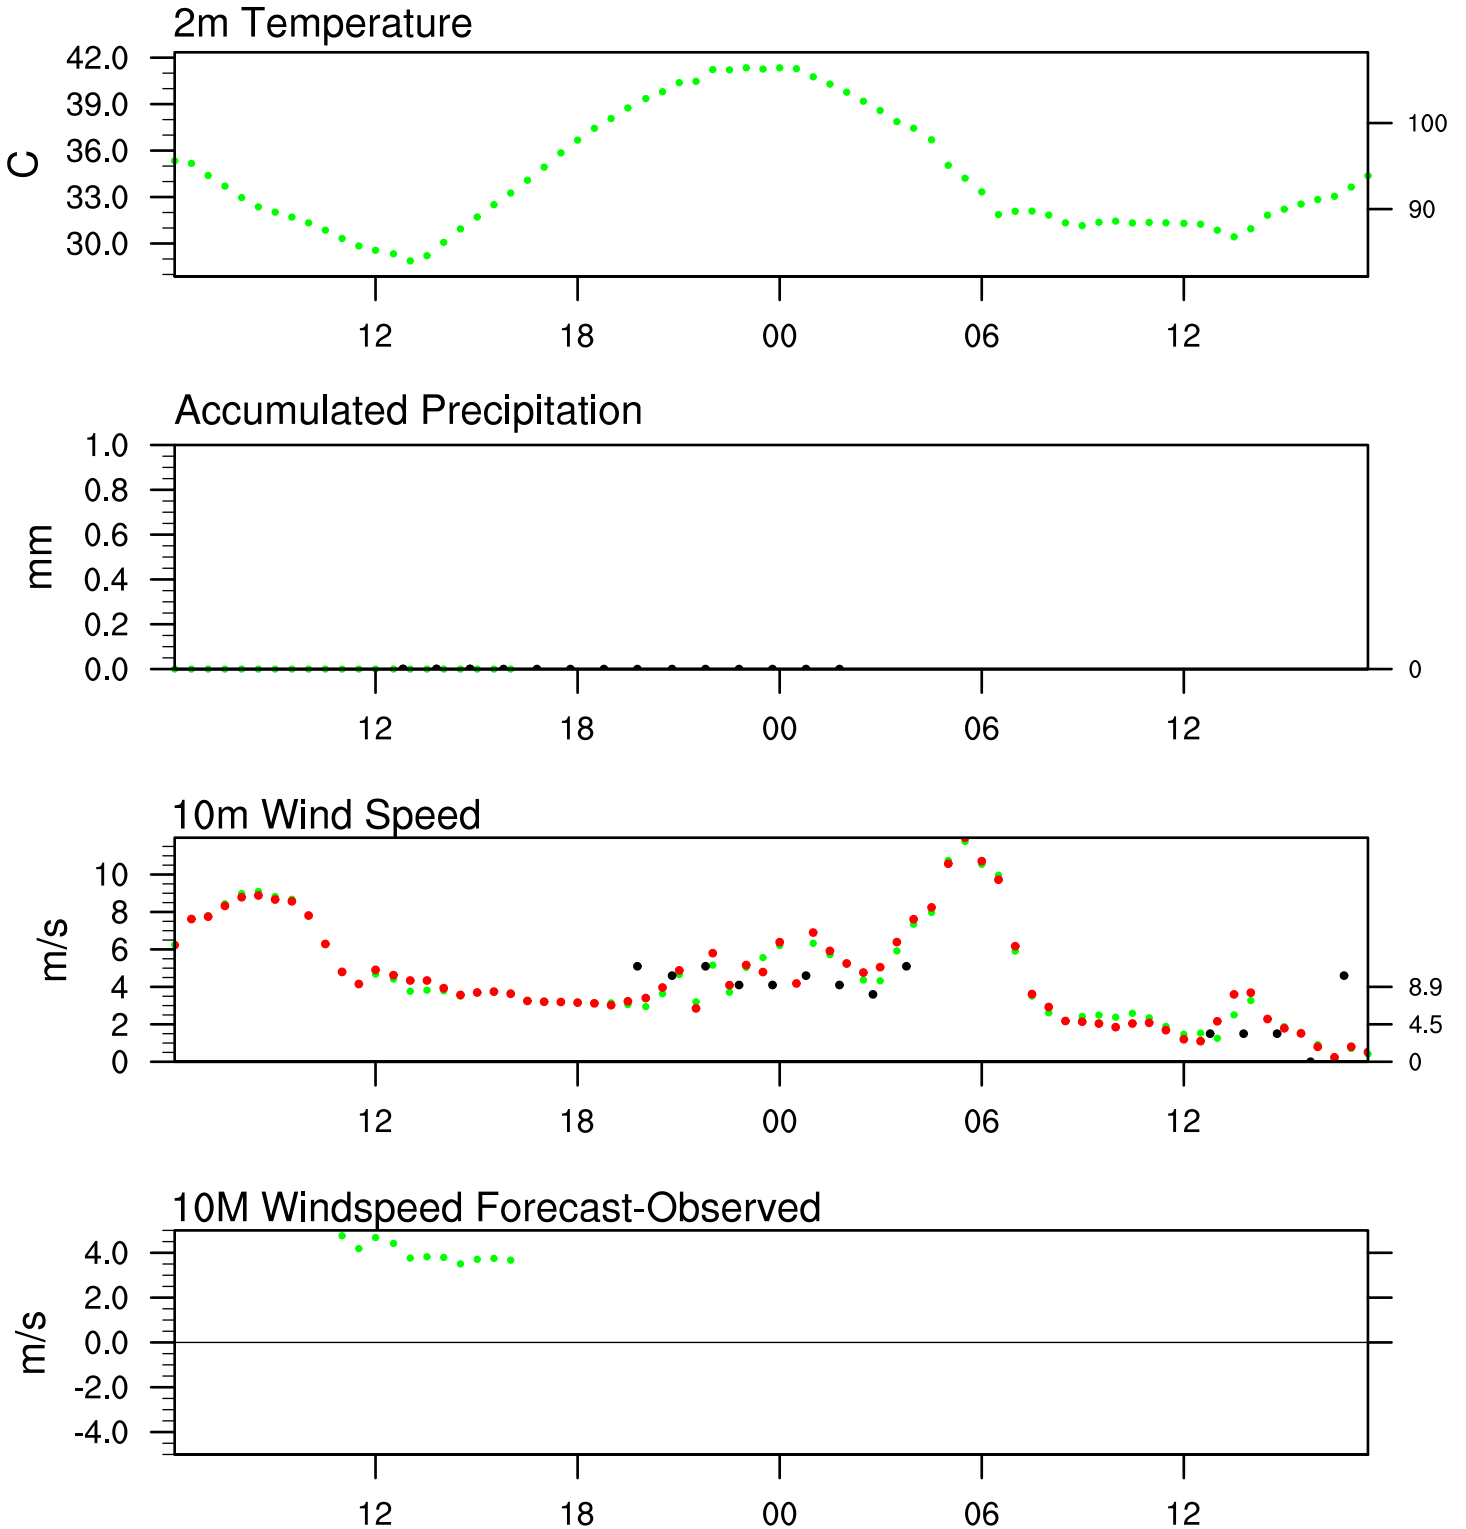 2m Temperature
C
42.0
39.0
36.0
33.0
30.0
100
90
12 18 00 06 12
Accumulated Precipitation
mm
1.0
0.8
0.6
0.4
0.2
0.0
0
12 18 00 06 12
10m Wind Speed
m/s
10
8
6
4
2
0
8.9
4.5
0
12 18 00 06 12
10M Windspeed Forecast-Observed
m/s
4.0
2.0
0.0
-2.0
-4.0
12 18 00 06 12